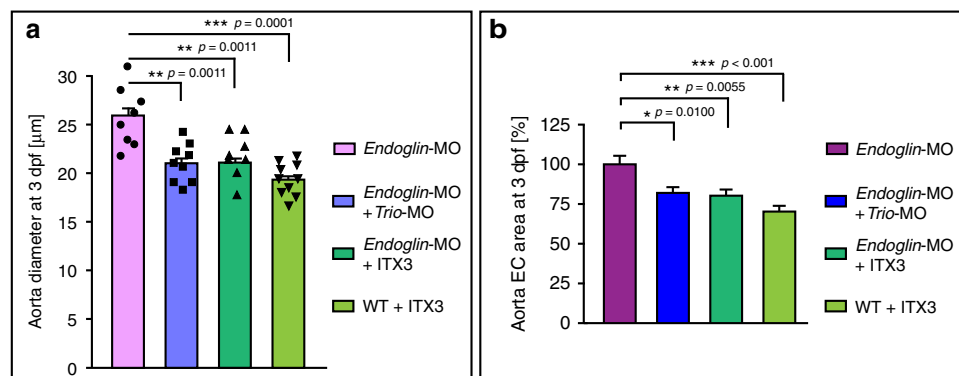 a
*** p = 0.0001
** p = 0.0011
** p = 0.0011
Aorta diameter at 3 dpf [µm]
30
25
20
15
10
5
0
Endoglin-MO
Endoglin-MO
+ Trio-MO
Endoglin-MO
+ ITX3
WT + ITX3
b
*** p < 0.001
** p = 0.0055
* p = 0.0100
Aorta EC area at 3 dpf [%]
125
100
75
50
25
0
Endoglin-MO
Endoglin-MO
+ Trio-MO
Endoglin-MO
+ ITX3
WT + ITX3